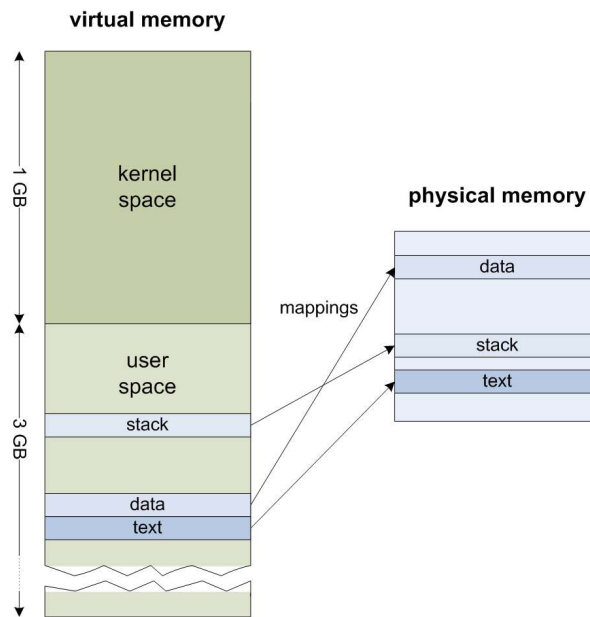 virtual memory
1 GB
kernel
space
physical memory
data
mappings
stack
user
space
text
stack
3 GB
data
text